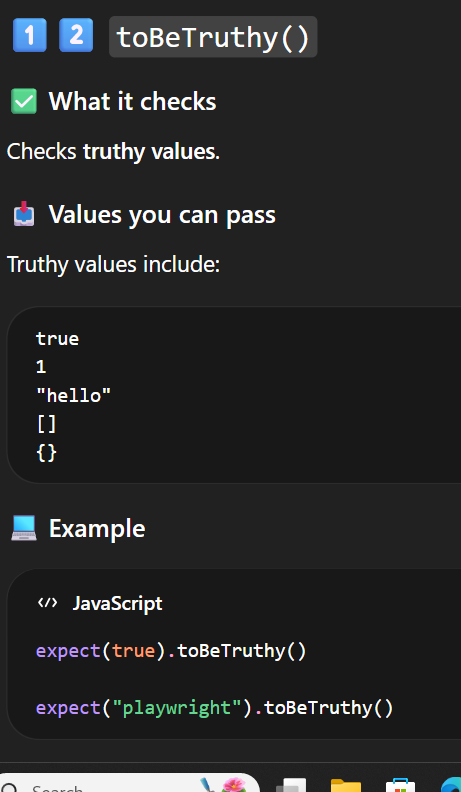 1 2 toBeTruthy()
What it checks
Checks truthy values.
Values you can pass
Truthy values include:
true
1
"hello"
[]
{}
Example
</> JavaScript
expect(true).toBeTruthy()
expect("playwright").toBeTruthy()
Search